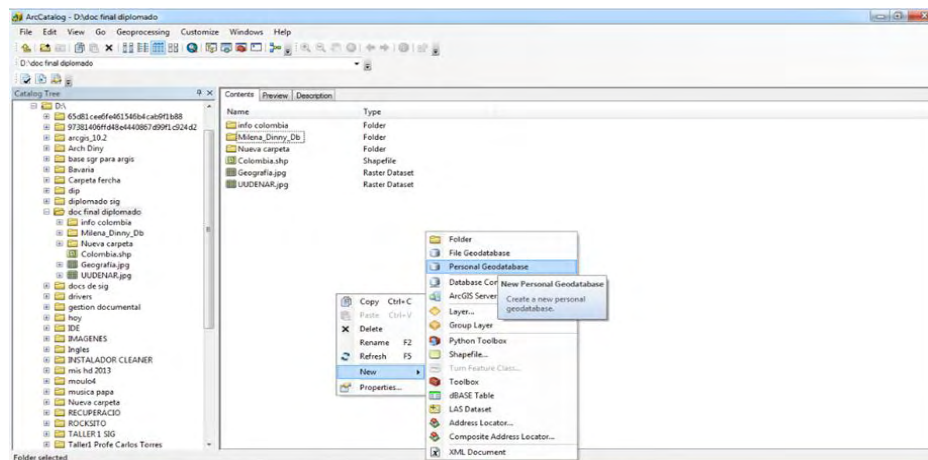 ArcCatalog - D:\doc final diplomado
File Edit View Go Geoprocessing Customize Windows Help
D:\doc final diplomado
Catalog Tree
D:\
65d81cee6fe461546b4cab9f1b88
97381406ffd48e4440867d99f1c924d2
arcgis_10.2
Arch Diny
base sgr para argis
Bavaria
Carpeta fercha
dip
diplomado sig
doc final diplomado
info colombia
Milena_Dinny_Db
Nueva carpeta
Colombia.shp
Geografia.jpg
UUDENAR.jpg
docs de sig
drivers
gestion documental
hoy
IDE
IMAGENES
Ingles
INSTALADOR CLEANER
mis hd 2013
moulo4
musica papa
Nueva carpeta
RECUPERACIO
ROCKSITO
TALLER 1 SIG
Taller1 Profe Carlos Torres
Folder selected
Contents Preview Description
Name Type
info colombia Folder
Milena_Dinny_Db Folder
Nueva carpeta Folder
Colombia.shp Shapefile
Geografia.jpg Raster Dataset
UUDENAR.jpg Raster Dataset
Copy Ctrl+C
Paste Ctrl+V
Delete
Rename F2
Refresh F5
New
Properties...
Folder
File Geodatabase
Personal Geodatabase
Database Con
ArcGIS Server
Layer...
Group Layer
Python Toolbox
Shapefile...
Turn Feature Class...
Toolbox
dBASE Table
LAS Dataset
Address Locator...
Composite Address Locator...
XML Document
New Personal Geodatabase
Create a new personal
geodatabase.